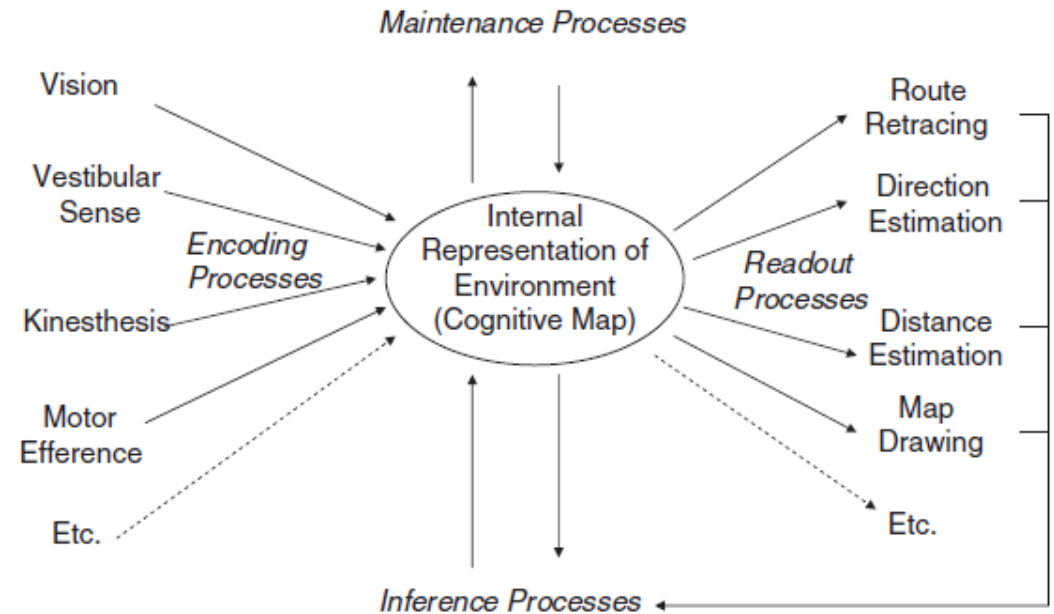 Maintenance Processes
Vision
Vestibular
Sense
Encoding
Processes
Kinesthesis
Motor
Efference
Etc.
Internal
Representation of
Environment
(Cognitive Map)
Route
Retracing
Direction
Estimation
Readout
Processes
Distance
Estimation
Map
Drawing
Etc.
Inference Processes